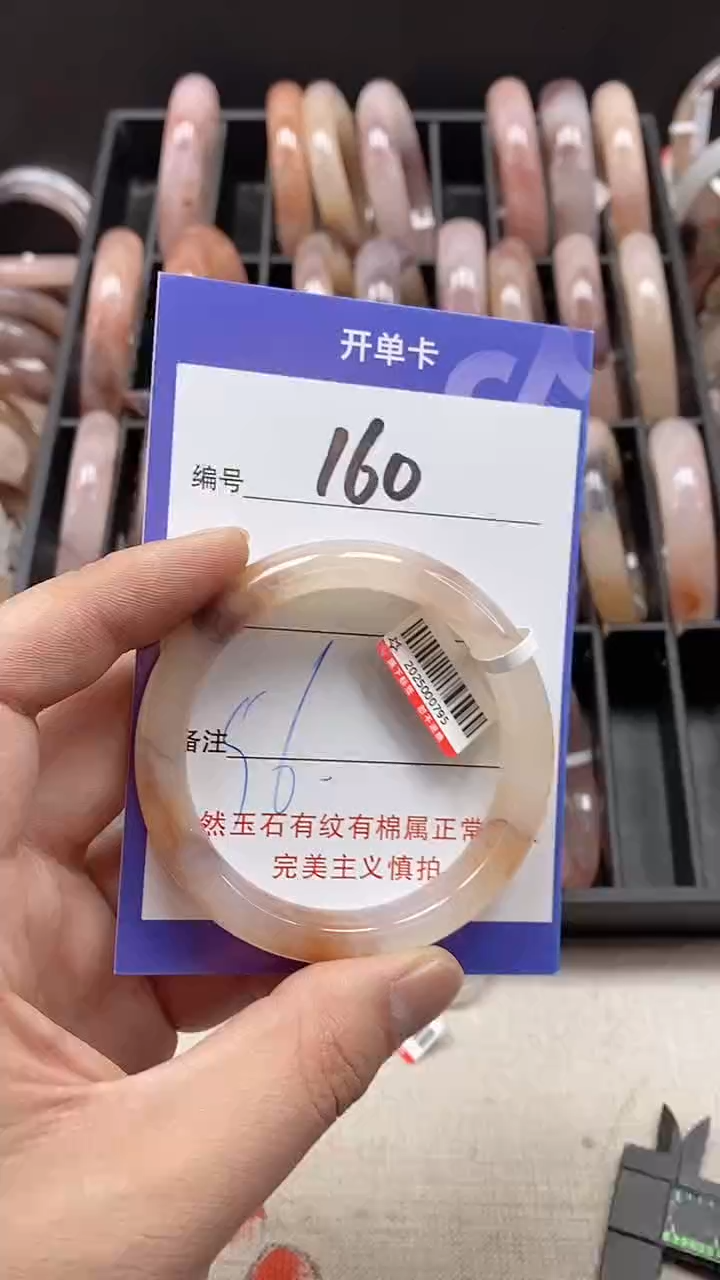 开单卡
编号 160
2025000795
备注 56.
然玉石有纹有棉属正常
完美主义慎拍